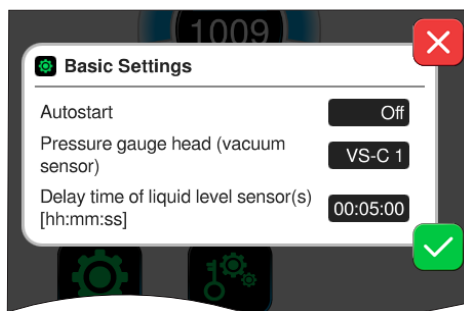 1009
Basic Settings
Autostart
Off
Pressure gauge head (vacuum
sensor)
VS-C 1
Delay time of liquid level sensor(s)
[hh:mm:ss]
00:05:00